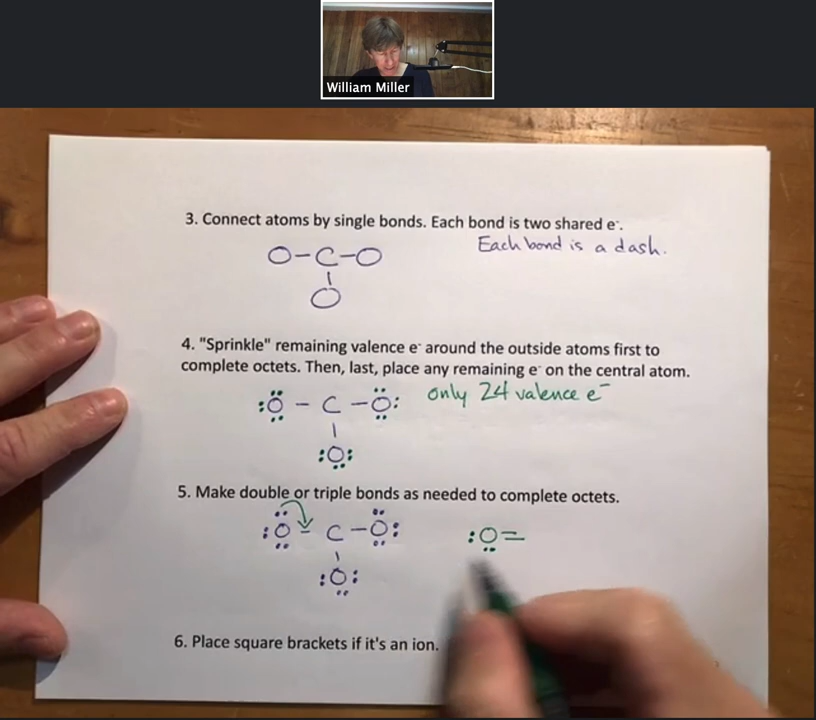 William Miller
3. Connect atoms by single bonds. Each bond is two shared e⁻.
Each bond is a dash.
O–C–O
|
O
4. "Sprinkle" remaining valence e⁻ around the outside atoms first to
complete octets. Then, last, place any remaining e⁻ on the central atom.
only 24 valence e⁻
:Ö – C –Ö:
|
:O:
5. Make double or triple bonds as needed to complete octets.
:Ö – C –Ö: :O=
|
:O:
6. Place square brackets if it's an ion.